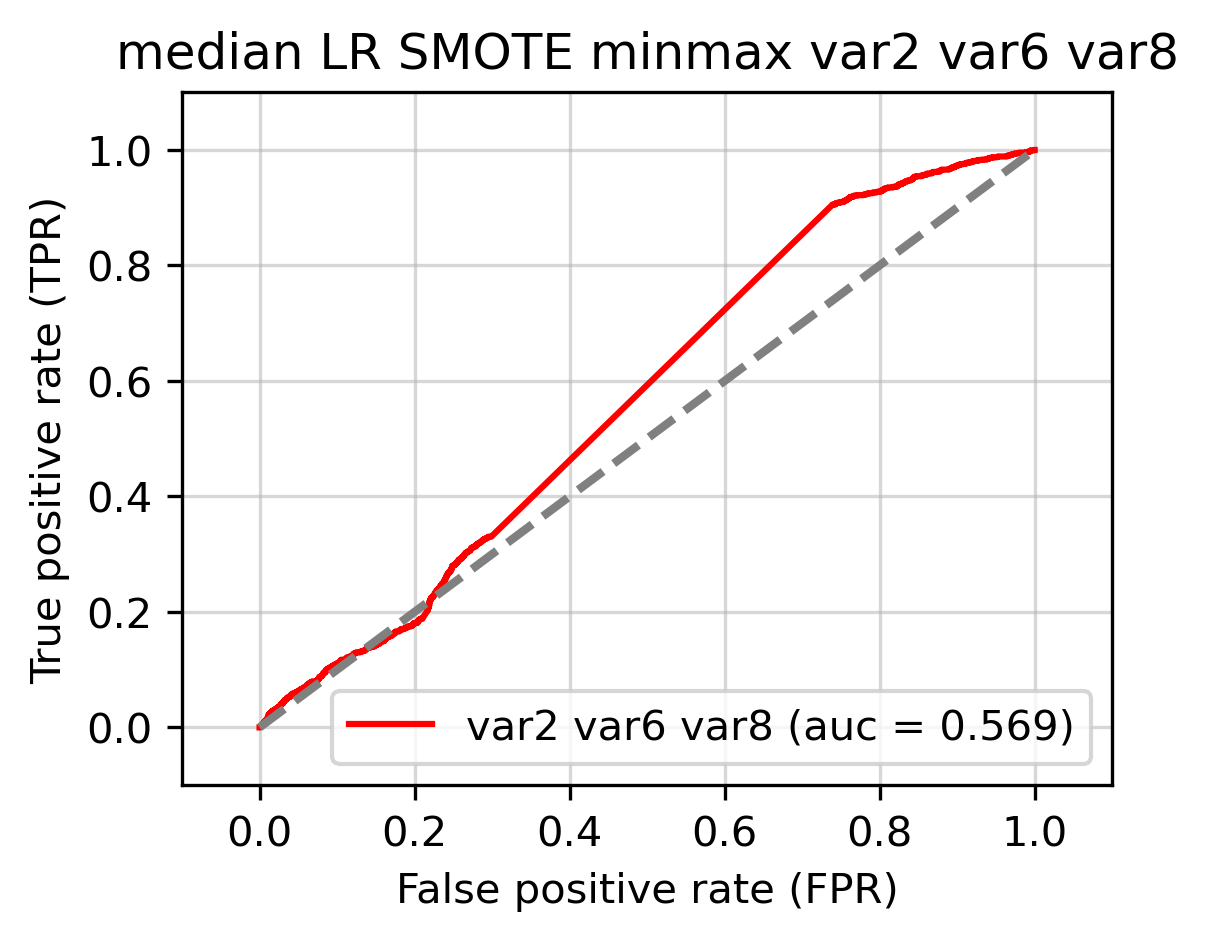 median LR SMOTE minmax var2 var6 var8
True positive rate (TPR)
1.0
0.8
0.6
0.4
0.2
0.0
var2 var6 var8 (auc = 0.569)
0.0 0.2 0.4 0.6 0.8 1.0
False positive rate (FPR)